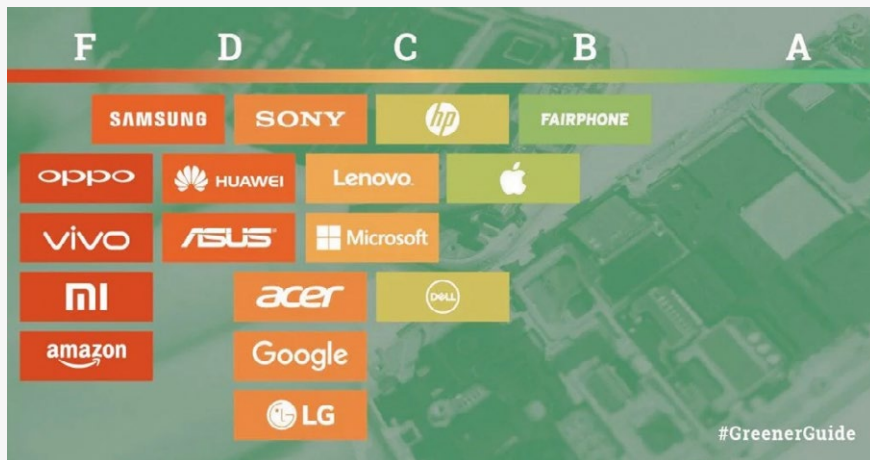 F D C B A
SAMSUNG SONY hp FAIRPHONE
oppo HUAWEI Lenovo.
vivo ASUS Microsoft
mi acer DELL
amazon Google
LG
#GreenerGuide